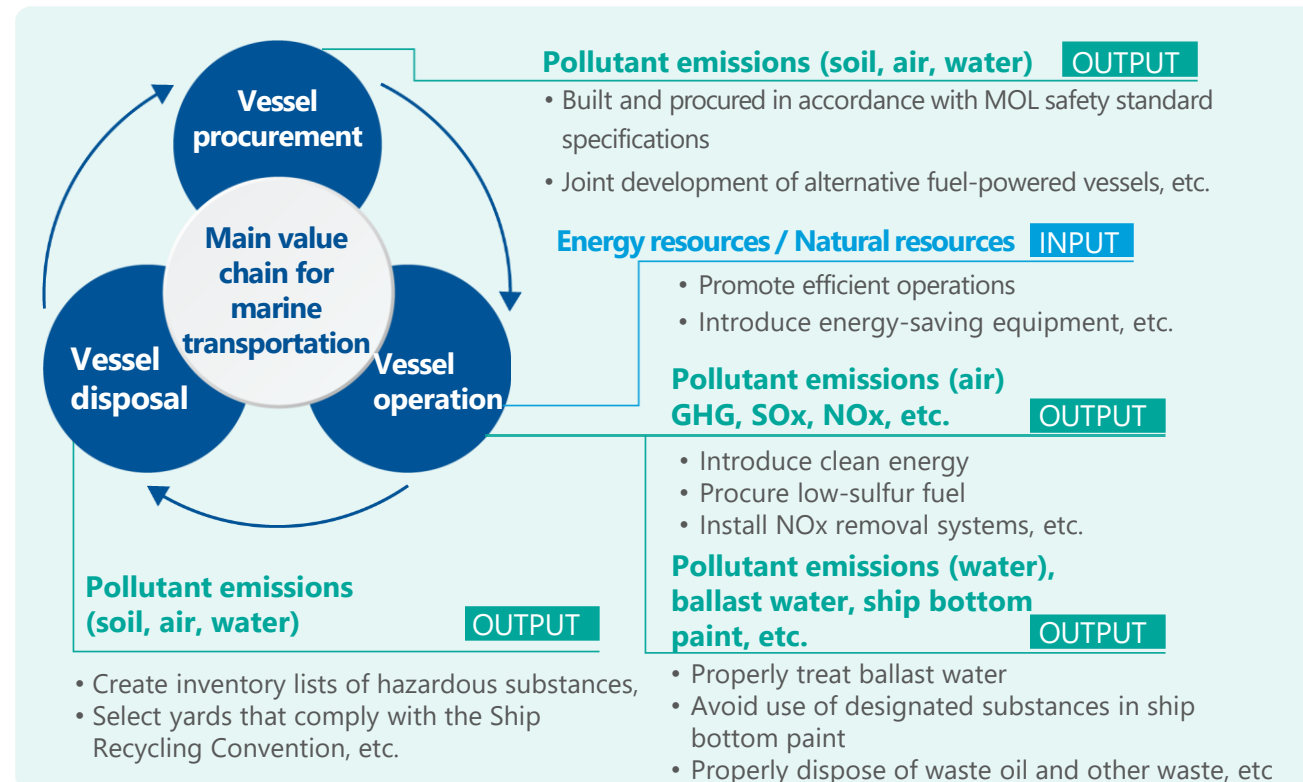 Vessel
procurement
Main value
chain for
marine
transportation
Vessel
disposal
Vessel
operation
Pollutant emissions (soil, air, water) OUTPUT
• Built and procured in accordance with MOL safety standard
specifications
• Joint development of alternative fuel-powered vessels, etc.
Energy resources / Natural resources INPUT
• Promote efficient operations
• Introduce energy-saving equipment, etc.
Pollutant emissions (air)
GHG, SOx, NOx, etc. OUTPUT
• Introduce clean energy
• Procure low-sulfur fuel
• Install NOx removal systems, etc.
Pollutant emissions (water),
ballast water, ship bottom
paint, etc. OUTPUT
• Properly treat ballast water
• Avoid use of designated substances in ship
bottom paint
• Properly dispose of waste oil and other waste, etc
Pollutant emissions
(soil, air, water) OUTPUT
• Create inventory lists of hazardous substances,
• Select yards that comply with the Ship
Recycling Convention, etc.